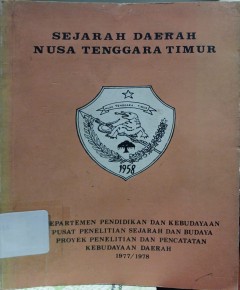 SEJARAH DAERAH
NUSA TENGGARA TIMUR
1958
DEPARTEMEN PENDIDIKAN DAN KEBUDAYAAN
PUSAT PENELITIAN SEJARAH DAN BUDAYA
PROYEK PENELITIAN DAN PENCATATAN
KEBUDAYAAN DAERAH
1977/1978